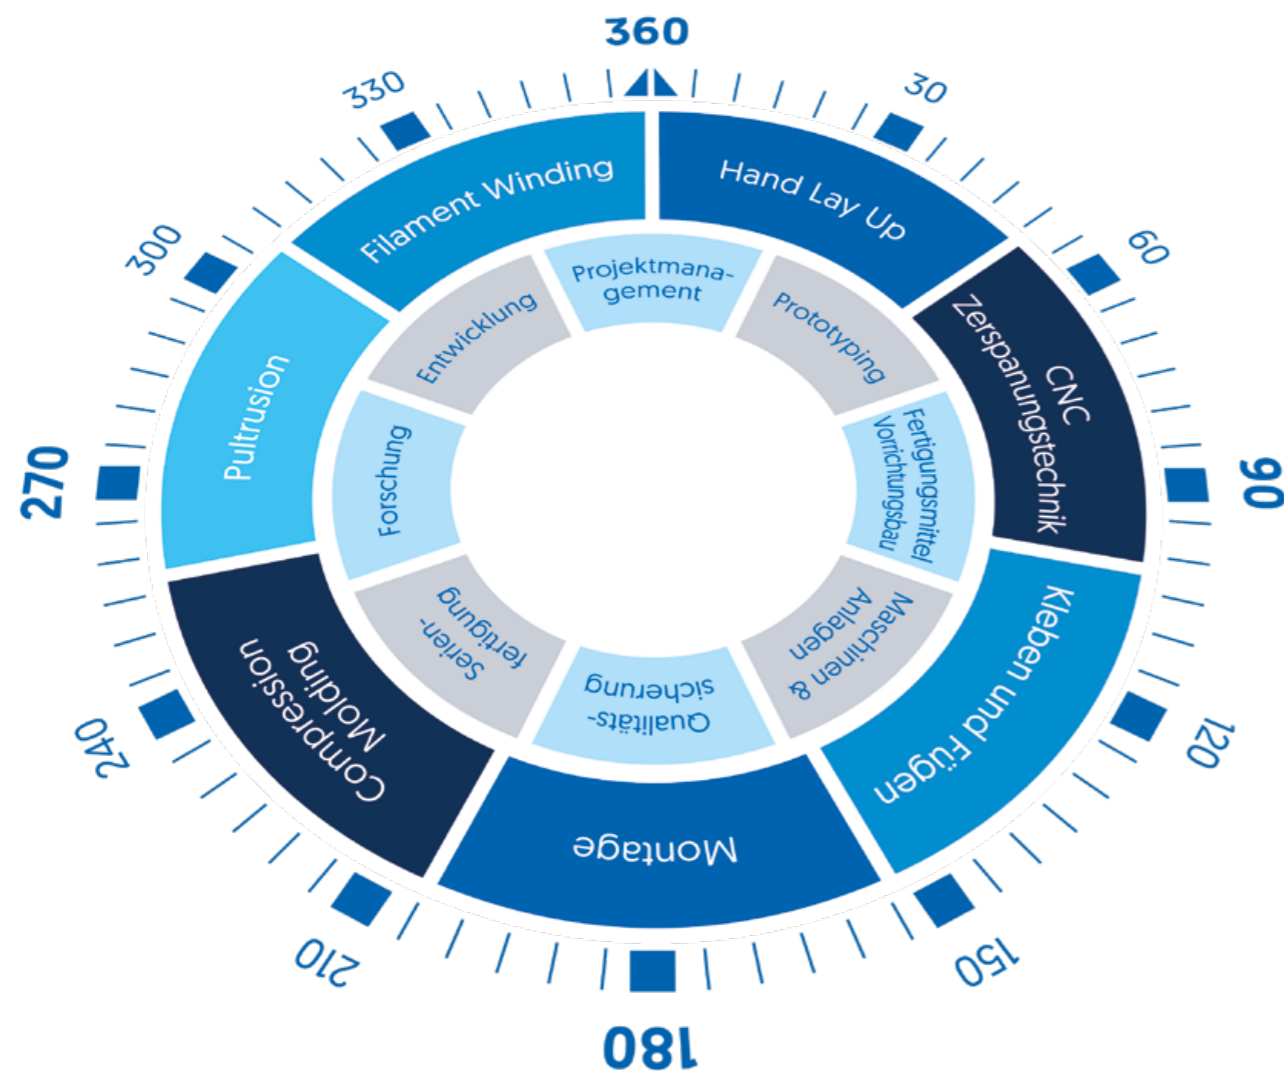 360
30
60
90
120
150
180
210
240
270
300
330
Hand Lay Up
CNC
Zerspanungstechnik
Kleben und Fügen
Montage
Compression
Molding
Pultrusion
Filament Winding
Projektmana-
gement
Prototyping
Fertigungsmittel
Vorrichtungsbau
Maschinen &
Anlagen
Qualitäts-
sicherung
Serien-
fertigung
Forschung
Entwicklung